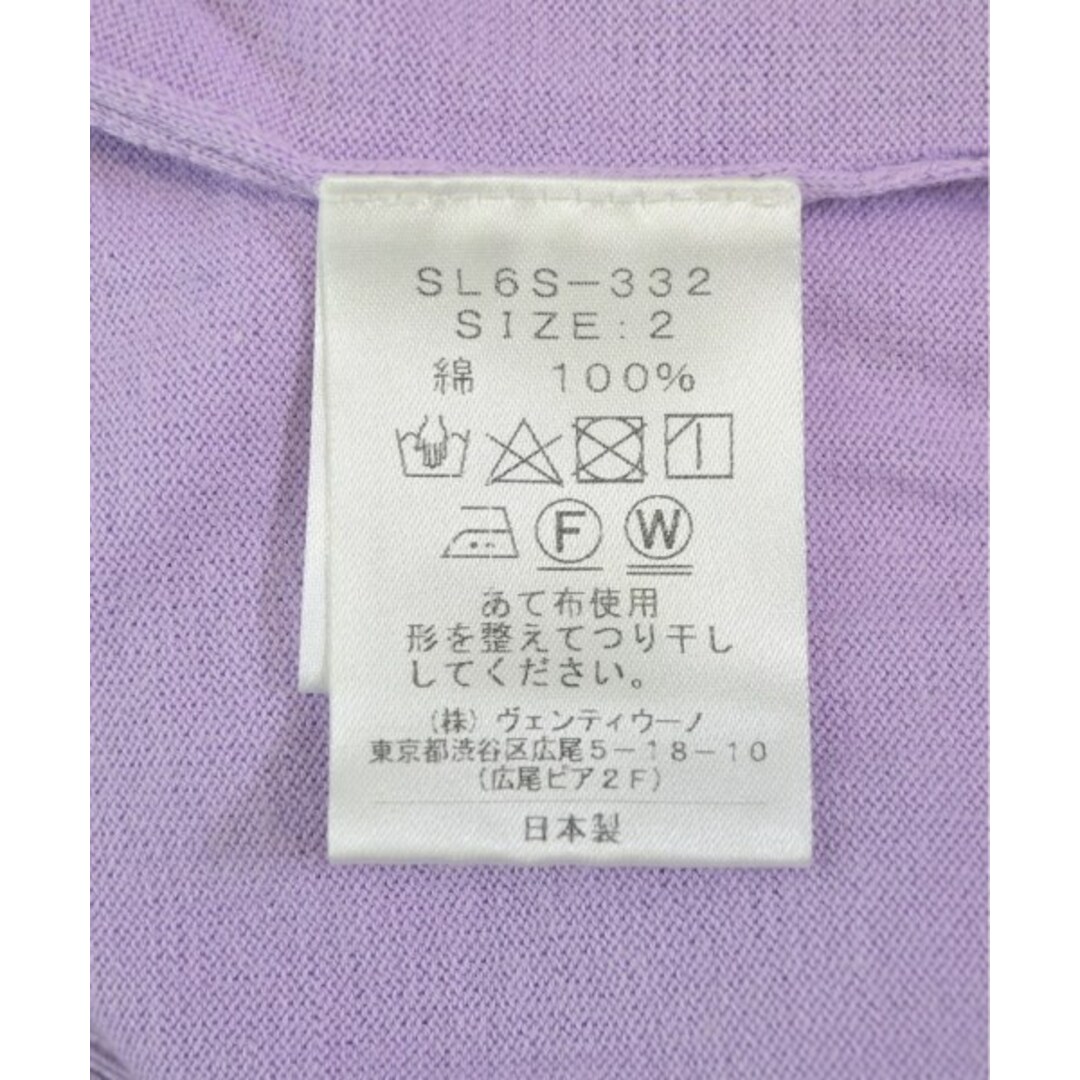 SL6S-332
SIZE:2
綿 100%
F W
あて布使用
形を整えてつり干し
してください。
(株)ヴェンティウーノ
東京都渋谷区広尾5-18-10
(広尾ピア2F)
日本製